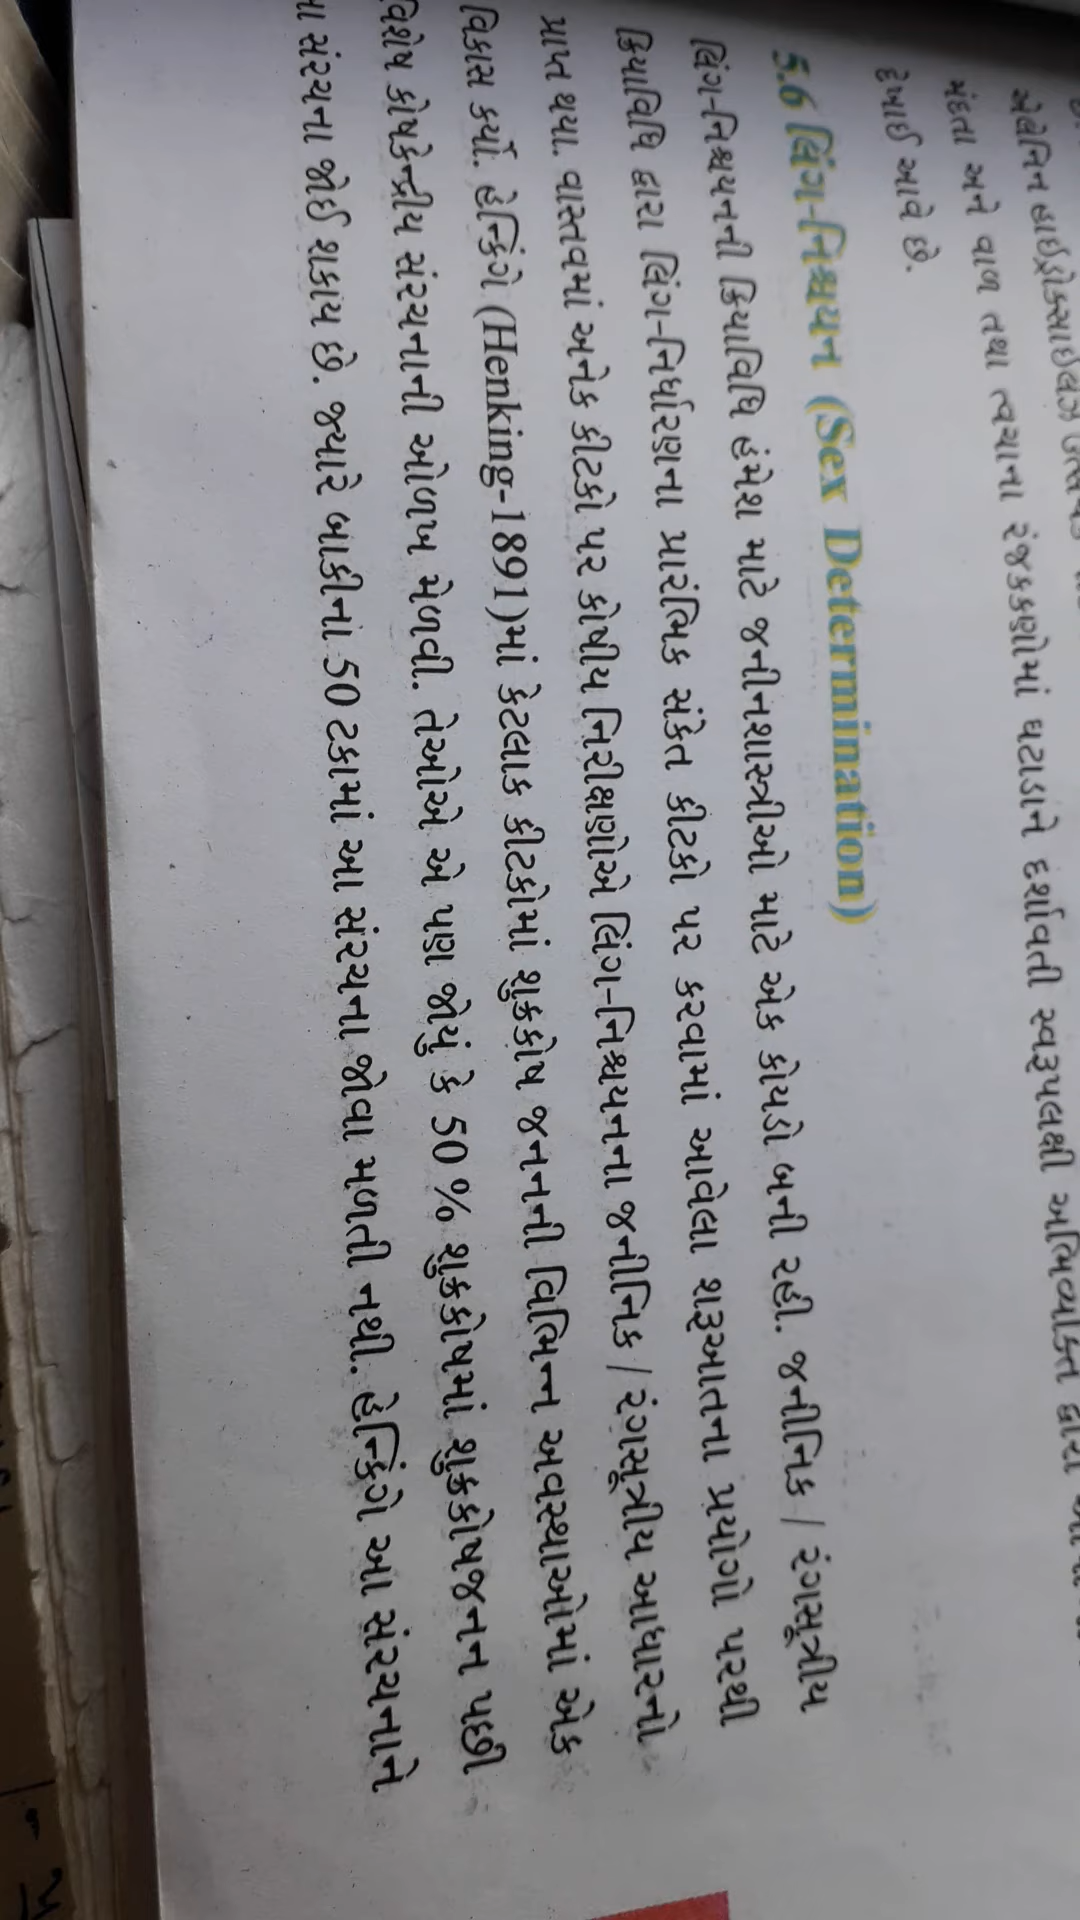 એલેનિન હાઈડ્રોક્સાઈલેઝ
મંદતા અને વાળ તથા ત્વચાના રંજકકણોમાં ઘટાડાને દર્શાવતી સ્વરૂપલક્ષી અભિવ્યક્તિ દ્વારા
દેખાઈ આવે છે.
5.6 લિંગ-નિશ્ચયન (Sex Determination)
લિંગ-નિશ્ચયનની ક્રિયાવિધિ હંમેશ માટે જનીનશાસ્ત્રીઓ માટે એક કોયડો બની રહી. જનીનિક / રંગસૂત્રીય
ક્રિયાવિધિ દ્વારા લિંગ-નિર્ધારણના પ્રારંભિક સંકેત કીટકો પર કરવામાં આવેલા શરૂઆતના પ્રયોગો પરથી
પ્રાપ્ત થયા. વાસ્તવમાં અનેક કીટકો પર કોષીય નિરીક્ષણોએ લિંગ-નિશ્ચયનના જનીનિક / રંગસૂત્રીય આધારનો
વિકાસ કર્યો. હેન્કિંગે (Henking-1891)માં કેટલાક કીટકોમાં શુક્રકોષ જનનની વિભિન્ન અવસ્થાઓમાં એક
વિશેષ કોષકેન્દ્રીય સંરચનાની ઓળખ મેળવી. તેઓએ એ પણ જોયું કે 50 % શુક્રકોષમાં શુક્રકોષજનન પછી
સંરચના જોઈ શકાય છે. જ્યારે બાકીના 50 ટકામાં આ સંરચના જોવા મળતી નથી. હેન્કિંગે આ સંરચનાને